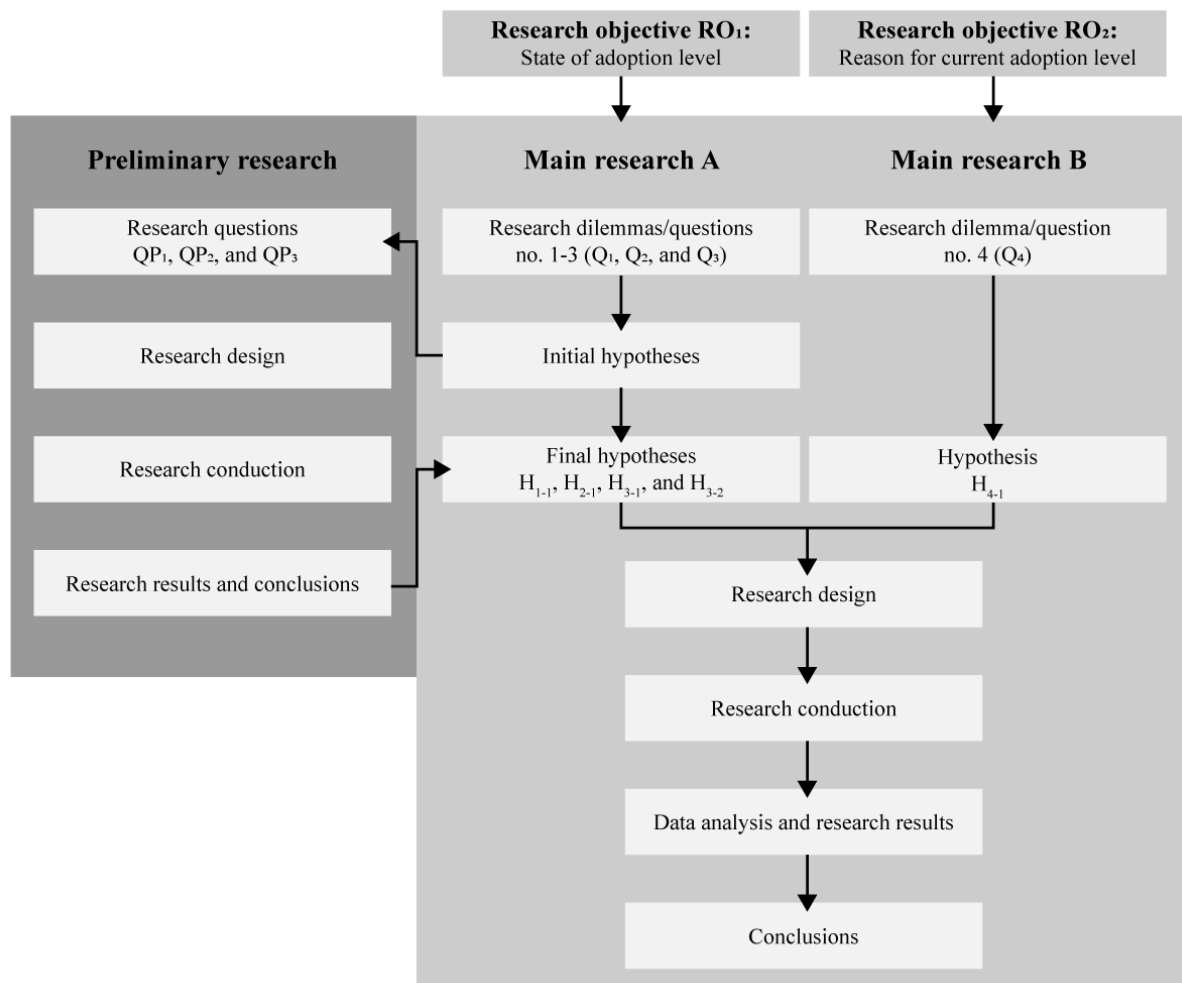 Research objective RO₁:
State of adoption level
Research objective RO₂:
Reason for current adoption level
Preliminary research
Research questions
QP₁, QP₂, and QP₃
Research design
Research conduction
Research results and conclusions
Main research A
Research dilemmas/questions
no. 1-3 (Q₁, Q₂, and Q₃)
Initial hypotheses
Final hypotheses
H₁₋₁, H₂₋₁, H₃₋₁, and H₃₋₂
Main research B
Research dilemma/question
no. 4 (Q₄)
Hypothesis
H₄₋₁
Research design
Research conduction
Data analysis and research results
Conclusions